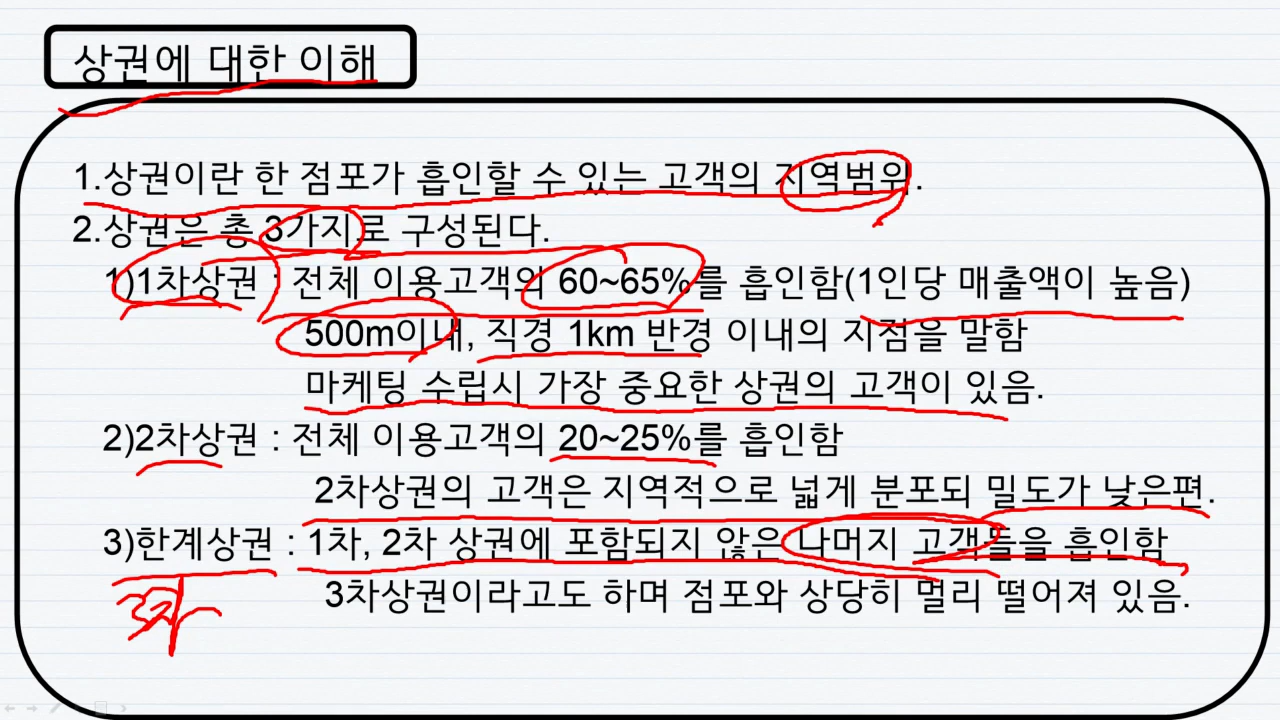 상권에 대한 이해
1.상권이란 한 점포가 흡인할 수 있는 고객의 지역범위.
2.상권은 총 3가지로 구성된다.
1)1차상권 : 전체 이용고객의 60~65%를 흡인함(1인당 매출액이 높음)
500m이내, 직경 1km 반경 이내의 지점을 말함
마케팅 수립시 가장 중요한 상권의 고객이 있음.
2)2차상권 : 전체 이용고객의 20~25%를 흡인함
2차상권의 고객은 지역적으로 넓게 분포되 밀도가 낮은편.
3)한계상권 : 1차, 2차 상권에 포함되지 않은 나머지 고객들을 흡인함
3차상권이라고도 하며 점포와 상당히 멀리 떨어져 있음.
3차